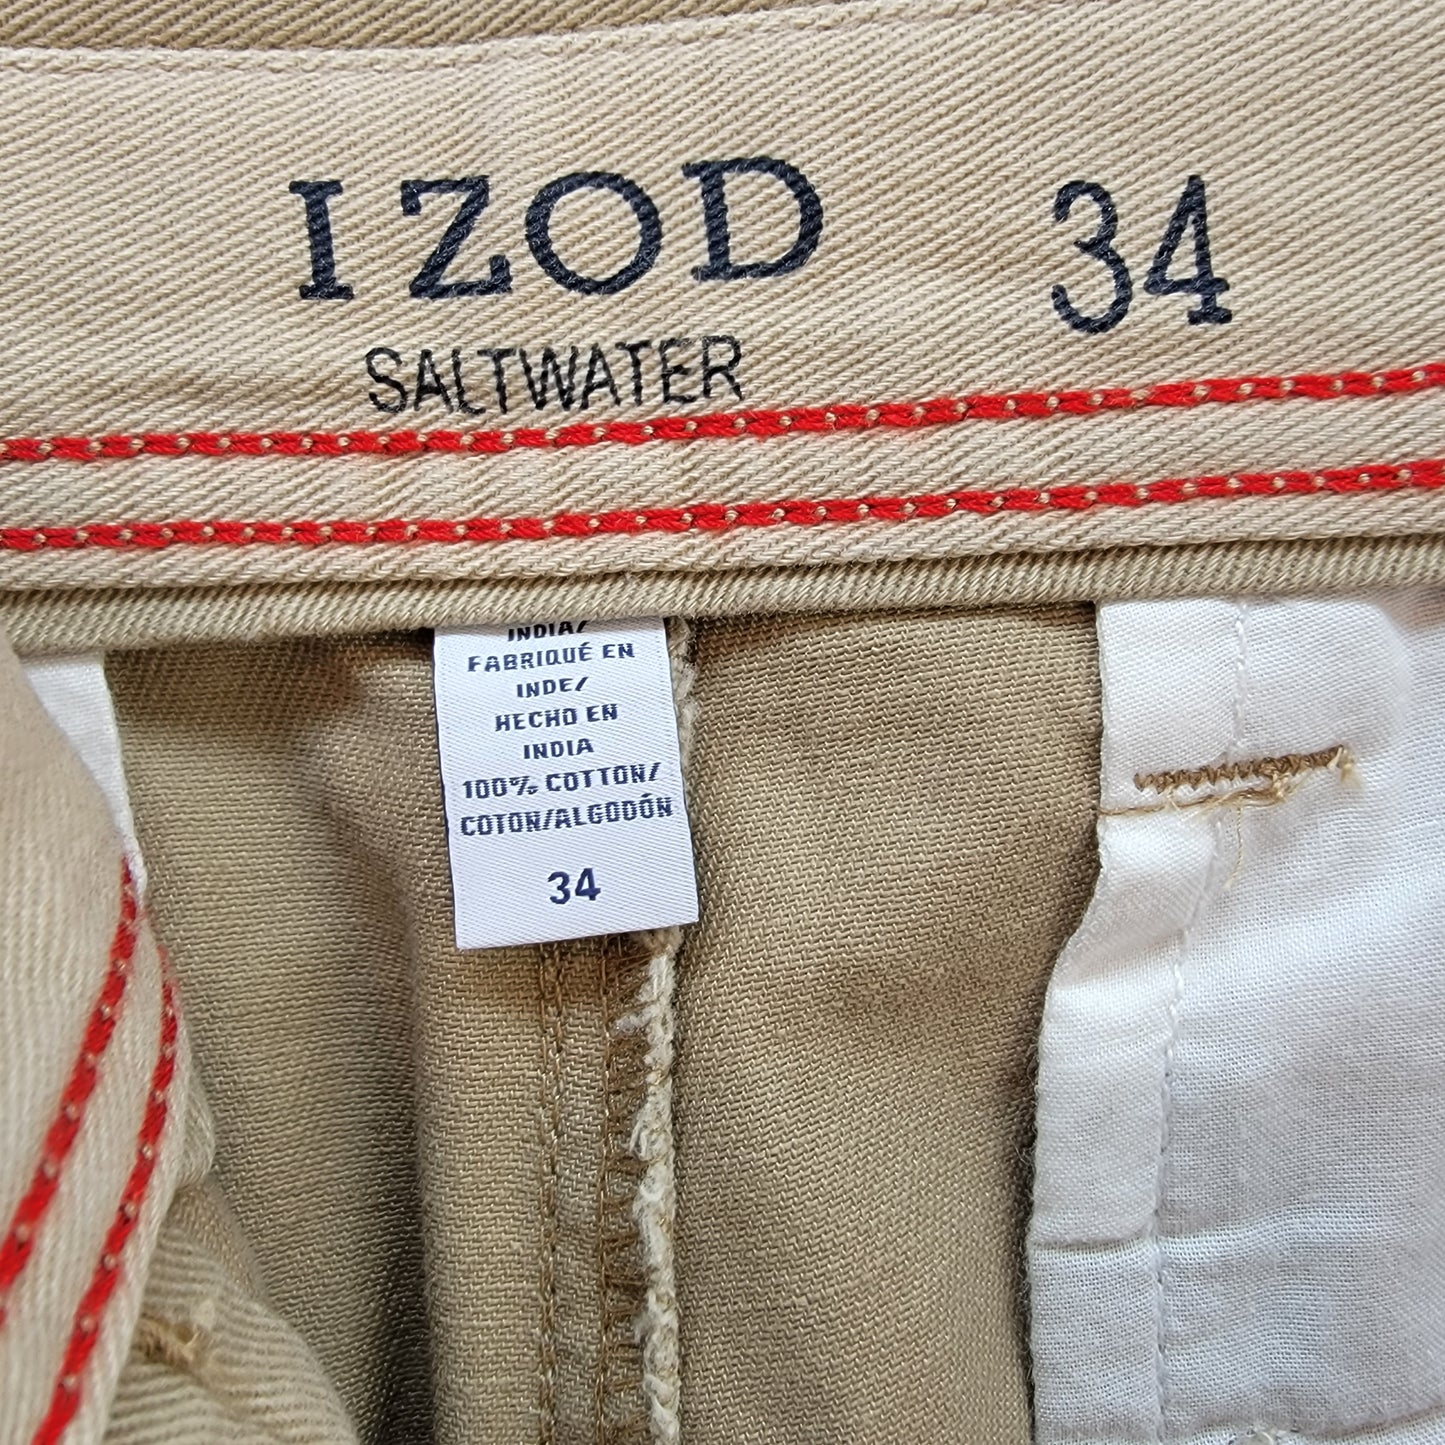 IZOD 34
SALTWATER
INDIA/
FABRIQUÉ EN
INDE/
HECHO EN
INDIA
100% COTTON/
COTON/ALGODÓN
34